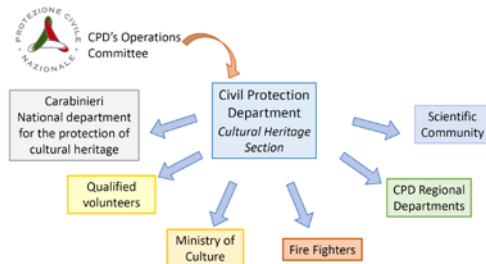 PROTEZIONE CIVILE
NAZIONALE
CPD's Operations
Committee
Carabinieri
National department
for the protection of
cultural heritage
Civil Protection
Department
Cultural Heritage
Section
Scientific
Community
Qualified
volunteers
CPD Regional
Departments
Ministry of
Culture
Fire Fighters